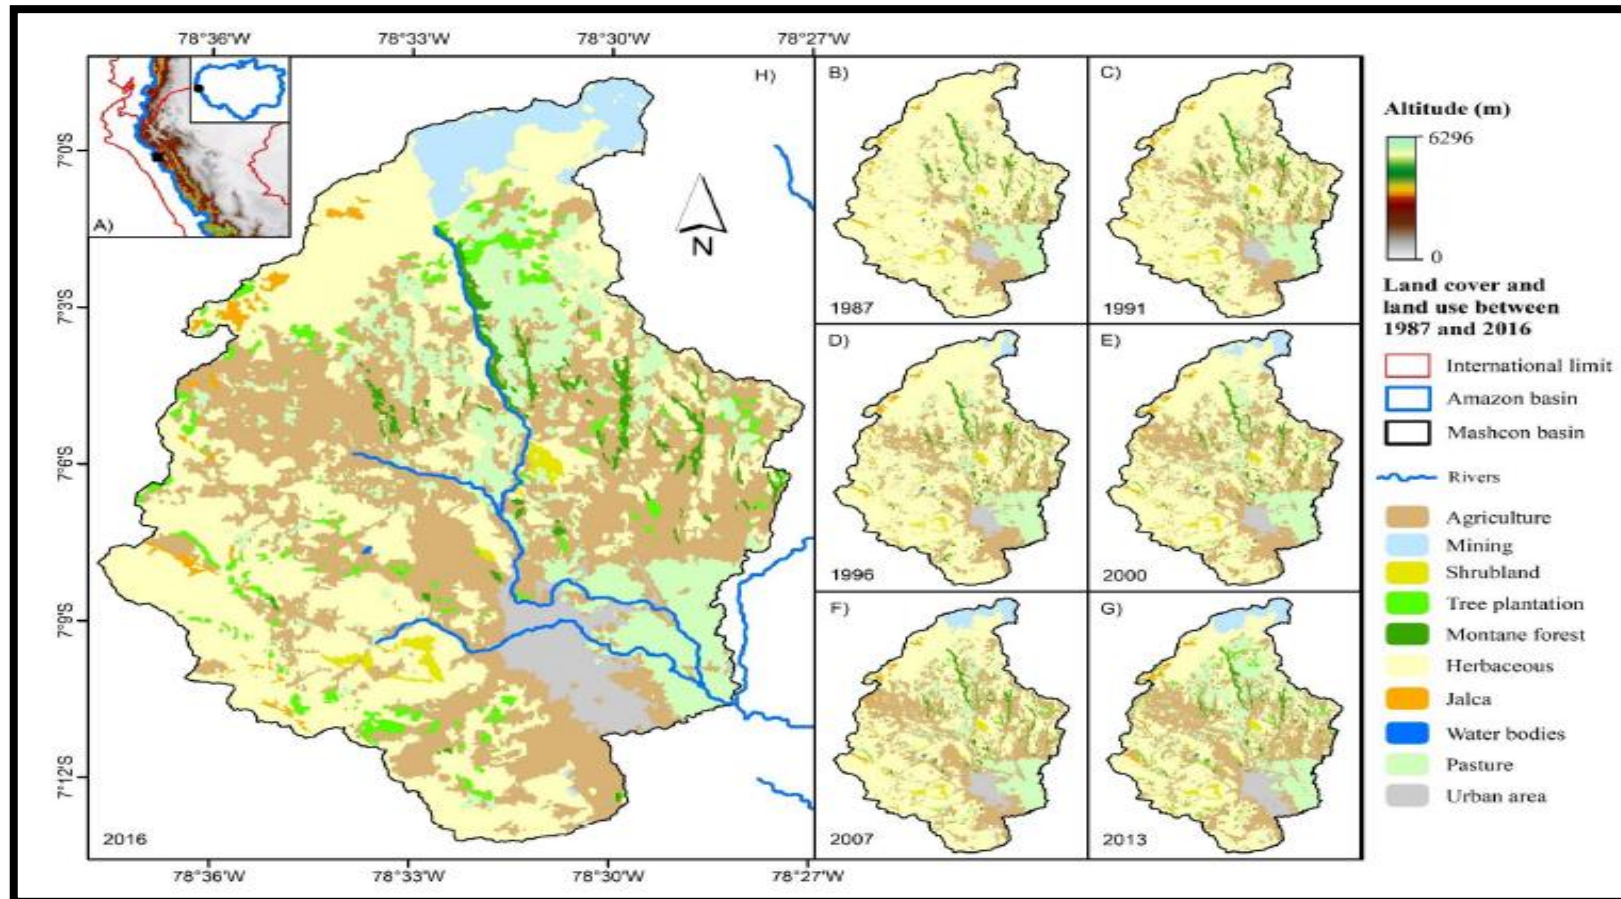 78°36'W 78°33'W 78°30'W 78°27'W
A)
H)
B)
C)
7°0'S
7°3'S
7°6'S
7°9'S
7°12'S
N
1987
1991
D)
E)
1996
2000
F)
G)
2016
2007
2013
78°36'W 78°33'W 78°30'W 78°27'W
Altitude (m)
6296
0
Land cover and
land use between
1987 and 2016
International limit
Amazon basin
Mashcon basin
Rivers
Agriculture
Mining
Shrubland
Tree plantation
Montane forest
Herbaceous
Jalca
Water bodies
Pasture
Urban area